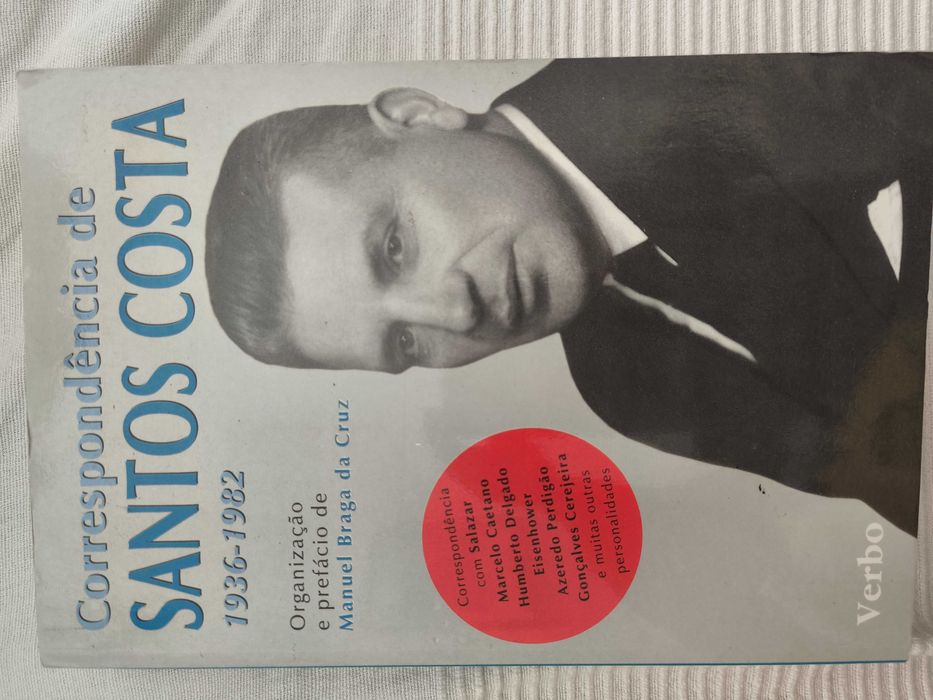 Correspondência de
SANTOS COSTA
1936-1982
Organização
e prefácio de
Manuel Braga da Cruz
Correspondência
com Salazar
Marcelo Caetano
Humberto Delgado
Eisenhower
Azeredo Perdigão
Gonçalves Cerejeira
e muitas outras
personalidades
Verbo